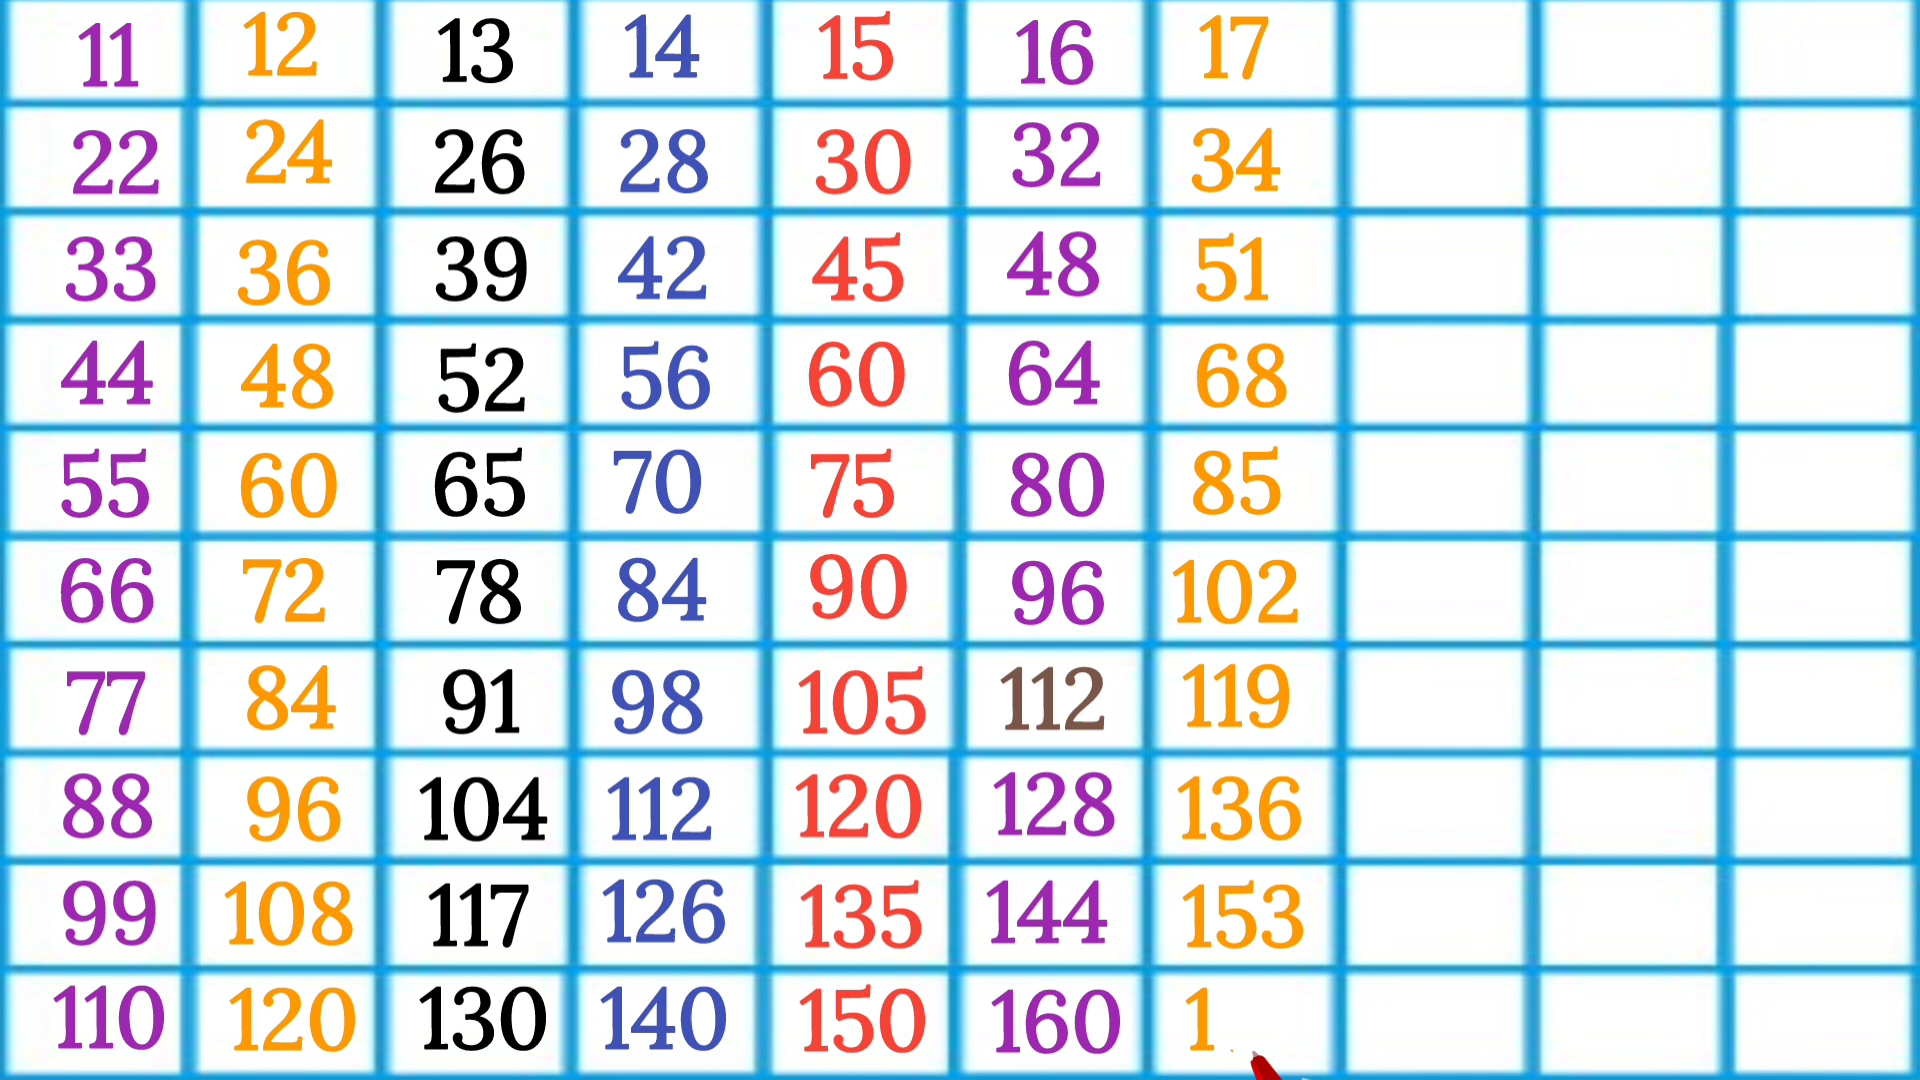 11 12 13 14 15 16 17
22 24 26 28 30 32 34
33 36 39 42 45 48 51
44 48 52 56 60 64 68
55 60 65 70 75 80 85
66 72 78 84 90 96 102
77 84 91 98 105 112 119
88 96 104 112 120 128 136
99 108 117 126 135 144 153
110 120 130 140 150 160 1